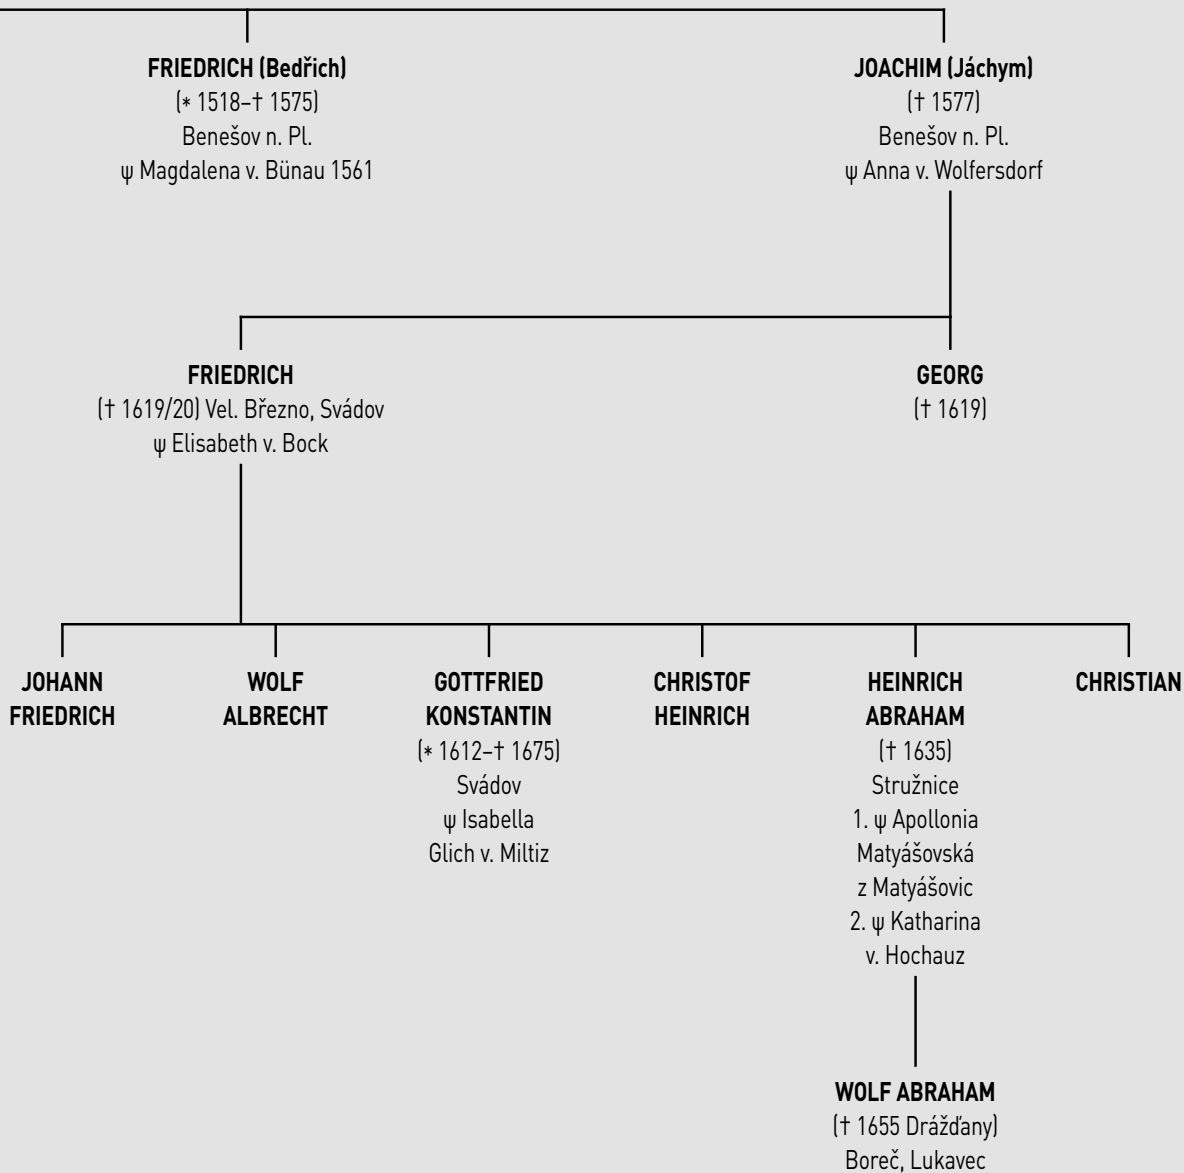 FRIEDRICH (Bedřich)
(* 1518–† 1575)
Benešov n. Pl.
ψ Magdalena v. Bünau 1561
JOACHIM (Jáchym)
(† 1577)
Benešov n. Pl.
ψ Anna v. Wolfersdorf
FRIEDRICH
(† 1619/20) Vel. Březno, Svádov
ψ Elisabeth v. Bock
GEORG
(† 1619)
JOHANN
FRIEDRICH
WOLF
ALBRECHT
GOTTFRIED
KONSTANTIN
(* 1612–† 1675)
Svádov
ψ Isabella
Glich v. Miltiz
CHRISTOF
HEINRICH
HEINRICH
ABRAHAM
(† 1635)
Stružnice
1. ψ Apollonia
Matyášovská
z Matyášovic
2. ψ Katharina
v. Hochauz
CHRISTIAN
WOLF ABRAHAM
(† 1655 Drážďany)
Boreč, Lukavec